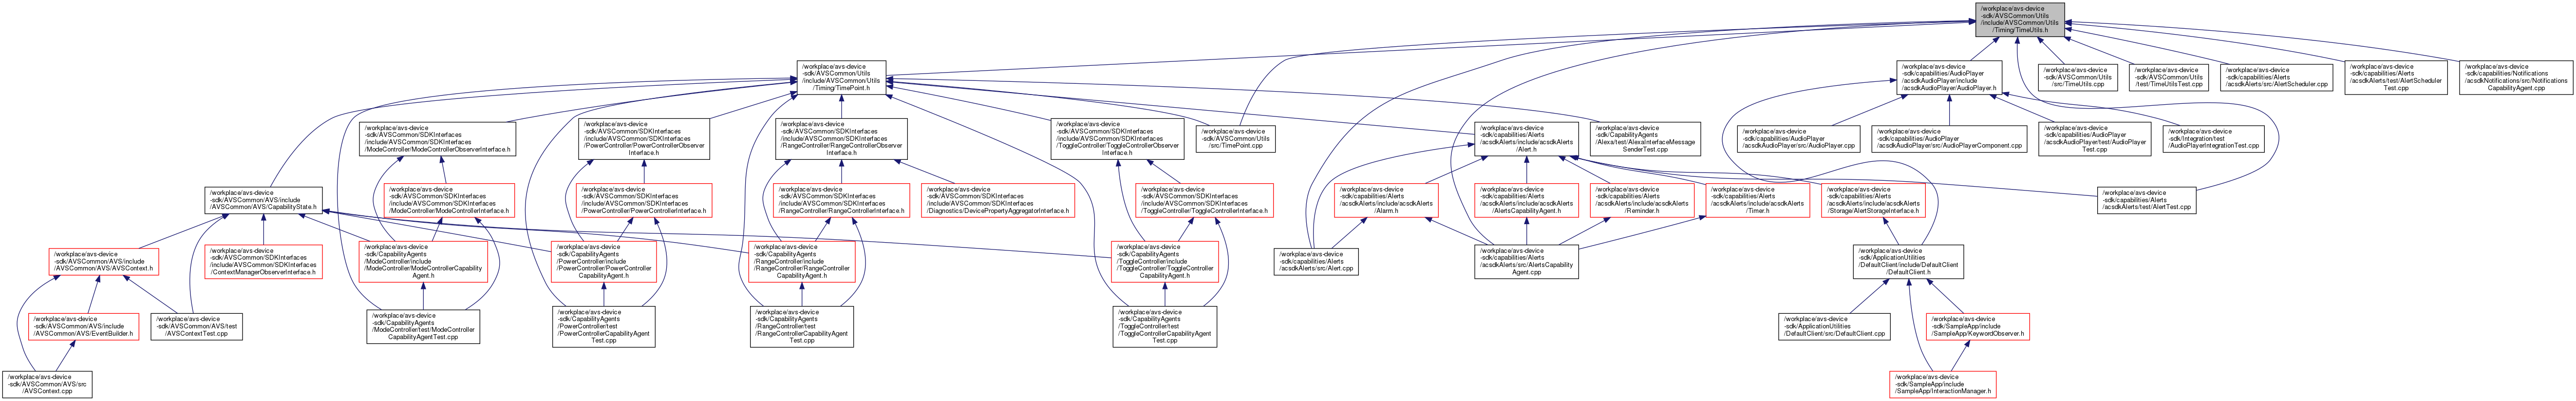 /workplace/avs-device
-sdk/AVSCommon/Utils
/include/AVSCommon/Utils
/Timing/TimeUtils.h
/workplace/avs-device
-sdk/AVSCommon/Utils
/include/AVSCommon/Utils
/Timing/TimePoint.h
/workplace/avs-device
-sdk/capabilities/AudioPlayer
/acsdkAudioPlayer/include
/acsdkAudioPlayer/AudioPlayer.h
/workplace/avs-device
-sdk/AVSCommon/Utils
/src/TimeUtils.cpp
/workplace/avs-device
-sdk/AVSCommon/Utils
/test/TimeUtilsTest.cpp
/workplace/avs-device
-sdk/capabilities/Alerts
/acsdkAlerts/src/AlertScheduler.cpp
/workplace/avs-device
-sdk/capabilities/Alerts
/acsdkAlerts/test/AlertScheduler
Test.cpp
/workplace/avs-device
-sdk/capabilities/Notifications
/acsdkNotifications/src/Notifications
CapabilityAgent.cpp
/workplace/avs-device
-sdk/AVSCommon/SDKInterfaces
/include/AVSCommon/SDKInterfaces
/ModeController/ModeControllerObserverInterface.h
/workplace/avs-device
-sdk/AVSCommon/SDKInterfaces
/include/AVSCommon/SDKInterfaces
/PowerController/PowerControllerObserver
Interface.h
/workplace/avs-device
-sdk/AVSCommon/SDKInterfaces
/include/AVSCommon/SDKInterfaces
/RangeController/RangeControllerObserver
Interface.h
/workplace/avs-device
-sdk/AVSCommon/SDKInterfaces
/include/AVSCommon/SDKInterfaces
/ToggleController/ToggleControllerObserver
Interface.h
/workplace/avs-device
-sdk/AVSCommon/Utils
/src/TimePoint.cpp
/workplace/avs-device
-sdk/capabilities/Alerts
/acsdkAlerts/include/acsdkAlerts
/Alert.h
/workplace/avs-device
-sdk/CapabilityAgents
/Alexa/test/AlexaInterfaceMessage
SenderTest.cpp
/workplace/avs-device
-sdk/capabilities/AudioPlayer
/acsdkAudioPlayer/src/AudioPlayer.cpp
/workplace/avs-device
-sdk/capabilities/AudioPlayer
/acsdkAudioPlayer/src/AudioPlayerComponent.cpp
/workplace/avs-device
-sdk/capabilities/AudioPlayer
/acsdkAudioPlayer/test/AudioPlayer
Test.cpp
/workplace/avs-device
-sdk/Integration/test
/AudioPlayerIntegrationTest.cpp
/workplace/avs-device
-sdk/AVSCommon/AVS/include
/AVSCommon/AVS/CapabilityState.h
/workplace/avs-device
-sdk/AVSCommon/SDKInterfaces
/include/AVSCommon/SDKInterfaces
/ModeController/ModeControllerInterface.h
/workplace/avs-device
-sdk/AVSCommon/SDKInterfaces
/include/AVSCommon/SDKInterfaces
/PowerController/PowerControllerInterface.h
/workplace/avs-device
-sdk/AVSCommon/SDKInterfaces
/include/AVSCommon/SDKInterfaces
/RangeController/RangeControllerInterface.h
/workplace/avs-device
-sdk/AVSCommon/SDKInterfaces
/include/AVSCommon/SDKInterfaces
/Diagnostics/DevicePropertyAggregatorInterface.h
/workplace/avs-device
-sdk/AVSCommon/SDKInterfaces
/include/AVSCommon/SDKInterfaces
/ToggleController/ToggleControllerInterface.h
/workplace/avs-device
-sdk/capabilities/Alerts
/acsdkAlerts/include/acsdkAlerts
/Alarm.h
/workplace/avs-device
-sdk/capabilities/Alerts
/acsdkAlerts/include/acsdkAlerts
/AlertsCapabilityAgent.h
/workplace/avs-device
-sdk/capabilities/Alerts
/acsdkAlerts/include/acsdkAlerts
/Reminder.h
/workplace/avs-device
-sdk/capabilities/Alerts
/acsdkAlerts/include/acsdkAlerts
/Timer.h
/workplace/avs-device
-sdk/capabilities/Alerts
/acsdkAlerts/include/acsdkAlerts
/Storage/AlertStorageInterface.h
/workplace/avs-device
-sdk/capabilities/Alerts
/acsdkAlerts/test/AlertTest.cpp
/workplace/avs-device
-sdk/AVSCommon/AVS/include
/AVSCommon/AVS/AVSContext.h
/workplace/avs-device
-sdk/AVSCommon/SDKInterfaces
/include/AVSCommon/SDKInterfaces
/ContextManagerObserverInterface.h
/workplace/avs-device
-sdk/CapabilityAgents
/ModeController/include
/ModeController/ModeControllerCapability
Agent.h
/workplace/avs-device
-sdk/CapabilityAgents
/PowerController/include
/PowerController/PowerController
CapabilityAgent.h
/workplace/avs-device
-sdk/CapabilityAgents
/RangeController/include
/RangeController/RangeController
CapabilityAgent.h
/workplace/avs-device
-sdk/CapabilityAgents
/ToggleController/include
/ToggleController/ToggleController
CapabilityAgent.h
/workplace/avs-device
-sdk/capabilities/Alerts
/acsdkAlerts/src/Alert.cpp
/workplace/avs-device
-sdk/capabilities/Alerts
/acsdkAlerts/src/AlertsCapability
Agent.cpp
/workplace/avs-device
-sdk/ApplicationUtilities
/DefaultClient/include/DefaultClient
/DefaultClient.h
/workplace/avs-device
-sdk/AVSCommon/AVS/include
/AVSCommon/AVS/EventBuilder.h
/workplace/avs-device
-sdk/AVSCommon/AVS/test
/AVSContextTest.cpp
/workplace/avs-device
-sdk/CapabilityAgents
/ModeController/test/ModeController
CapabilityAgentTest.cpp
/workplace/avs-device
-sdk/CapabilityAgents
/PowerController/test
/PowerControllerCapabilityAgent
Test.cpp
/workplace/avs-device
-sdk/CapabilityAgents
/RangeController/test
/RangeControllerCapabilityAgent
Test.cpp
/workplace/avs-device
-sdk/CapabilityAgents
/ToggleController/test
/ToggleControllerCapabilityAgent
Test.cpp
/workplace/avs-device
-sdk/ApplicationUtilities
/DefaultClient/src/DefaultClient.cpp
/workplace/avs-device
-sdk/SampleApp/include
/SampleApp/KeywordObserver.h
/workplace/avs-device
-sdk/AVSCommon/AVS/src
/AVSContext.cpp
/workplace/avs-device
-sdk/SampleApp/include
/SampleApp/InteractionManager.h